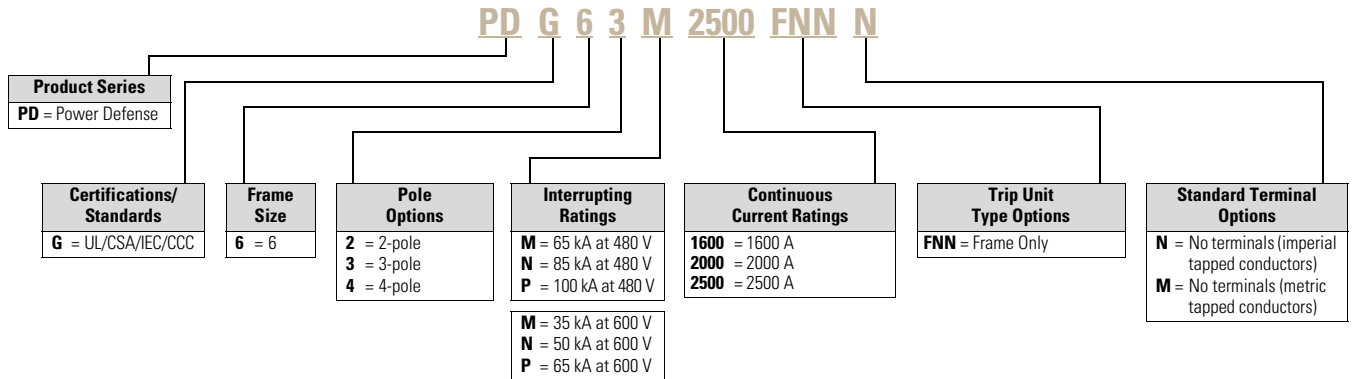 PD G 6 3 M 2500 FNN N
Product Series
PD = Power Defense
Certifications/
Standards
G = UL/CSA/IEC/CCC
Frame
Size
6 = 6
Pole
Options
2 = 2-pole
3 = 3-pole
4 = 4-pole
Interrupting
Ratings
M = 65 kA at 480 V
N = 85 kA at 480 V
P = 100 kA at 480 V
M = 35 kA at 600 V
N = 50 kA at 600 V
P = 65 kA at 600 V
Continuous
Current Ratings
1600 = 1600 A
2000 = 2000 A
2500 = 2500 A
Trip Unit
Type Options
FNN = Frame Only
Standard Terminal
Options
N = No terminals (imperial
tapped conductors)
M = No terminals (metric
tapped conductors)